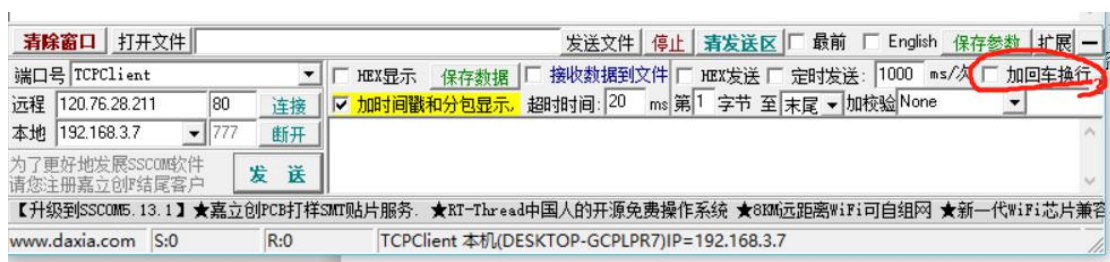 清除窗口 打开文件 发送文件 停止 清发送区 最前 English 保存参数 扩展 —
端口号 TCPClient HEX显示 保存数据 接收数据到文件 HEX发送 定时发送: 1000 ms/次 加回车换行
远程 120.76.28.211 80 连接 加时间戳和分包显示, 超时时间: 20 ms 第1 字节 至 末尾 加校验 None
本地 192.168.3.7 777 断开
为了更好地发展SSCOM软件
请您注册嘉立创F结尾客户
发 送
【升级到SSCOM5.13.1】★嘉立创PCB打样SMT贴片服务. ★RT-Thread中国人的开源免费操作系统 ★8KM远距离WiFi可自组网 ★新一代WiFi芯片兼容
www.daxia.com S:0 R:0 TCPClient 本机(DESKTOP-GCPLPR7)IP=192.168.3.7